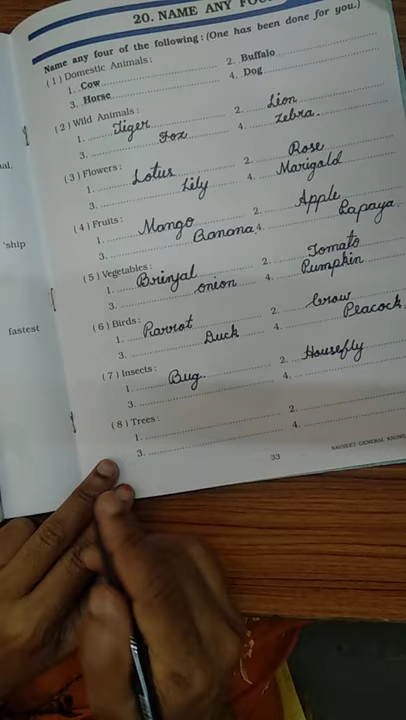 20. NAME ANY FOUR
Name any four of the following : (One has been done for you.)
( 1 ) Domestic Animals :
1. Cow 2. Buffalo
3. Horse 4. Dog
( 2 ) Wild Animals :
1. Tiger 2. Lion
3. Fox 4. Zebra
( 3 ) Flowers :
1. Lotus 2. Rose
3. Lily 4. Marigold
( 4 ) Fruits :
1. Mango 2. Apple
3. Banana 4. Papaya
( 5 ) Vegetables :
1. Brinjal 2. Tomato
3. onion 4. Pumpkin
( 6 ) Birds :
1. Parrot 2. Crow
3. Duck 4. Peacock
( 7 ) Insects :
1. Bug 2. Housefly
3. 4.
( 8 ) Trees :
1. 2.
3. 4.
33
NAVNEET GENERAL
'ship
fastest